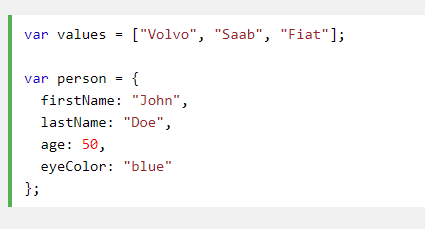 var values = ["Volvo", "Saab", "Fiat"];
var person = {
  firstName: "John",
  lastName: "Doe",
  age: 50,
  eyeColor: "blue"
};